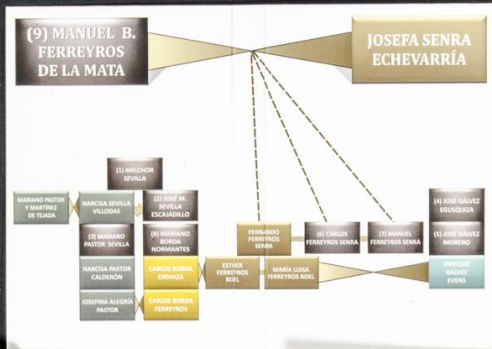 (9) MANUEL B.
FERREYROS
DE LA MATA
JOSEFA SENRA
ECHEVARRÍA
(1) MELCHOR
SEVILLA
MARIANO PASTOR
Y MARTÍNEZ
DE TEJADA
NARCISA SEVILLA
VILLODAS
(2) JOSÉ M.
SEVILLA
ESCAJADILLO
(4) JOSÉ GÁLVEZ
EGUSQUIZA
(3) MARIANO
PASTOR SEVILLA
(8) MARIANO
BORDA
NORMANTES
FERNANDO
FERREYROS
SENRA
(6) CARLOS
FERREYROS SENRA
(7) MANUEL
FERREYROS SENRA
(5) JOSÉ GÁLVEZ
MORENO
NARCISA PASTOR
CALDERÓN
CARLOS BORDA
ORMAZA
ESTHER
FERREYROS
ROEL
MARÍA LUISA
FERREYROS ROEL
ENRIQUE
GÁLVEZ
EVENS
JOSEFINA ALEGRÍA
PASTOR
CARLOS BORDA
FERREYROS